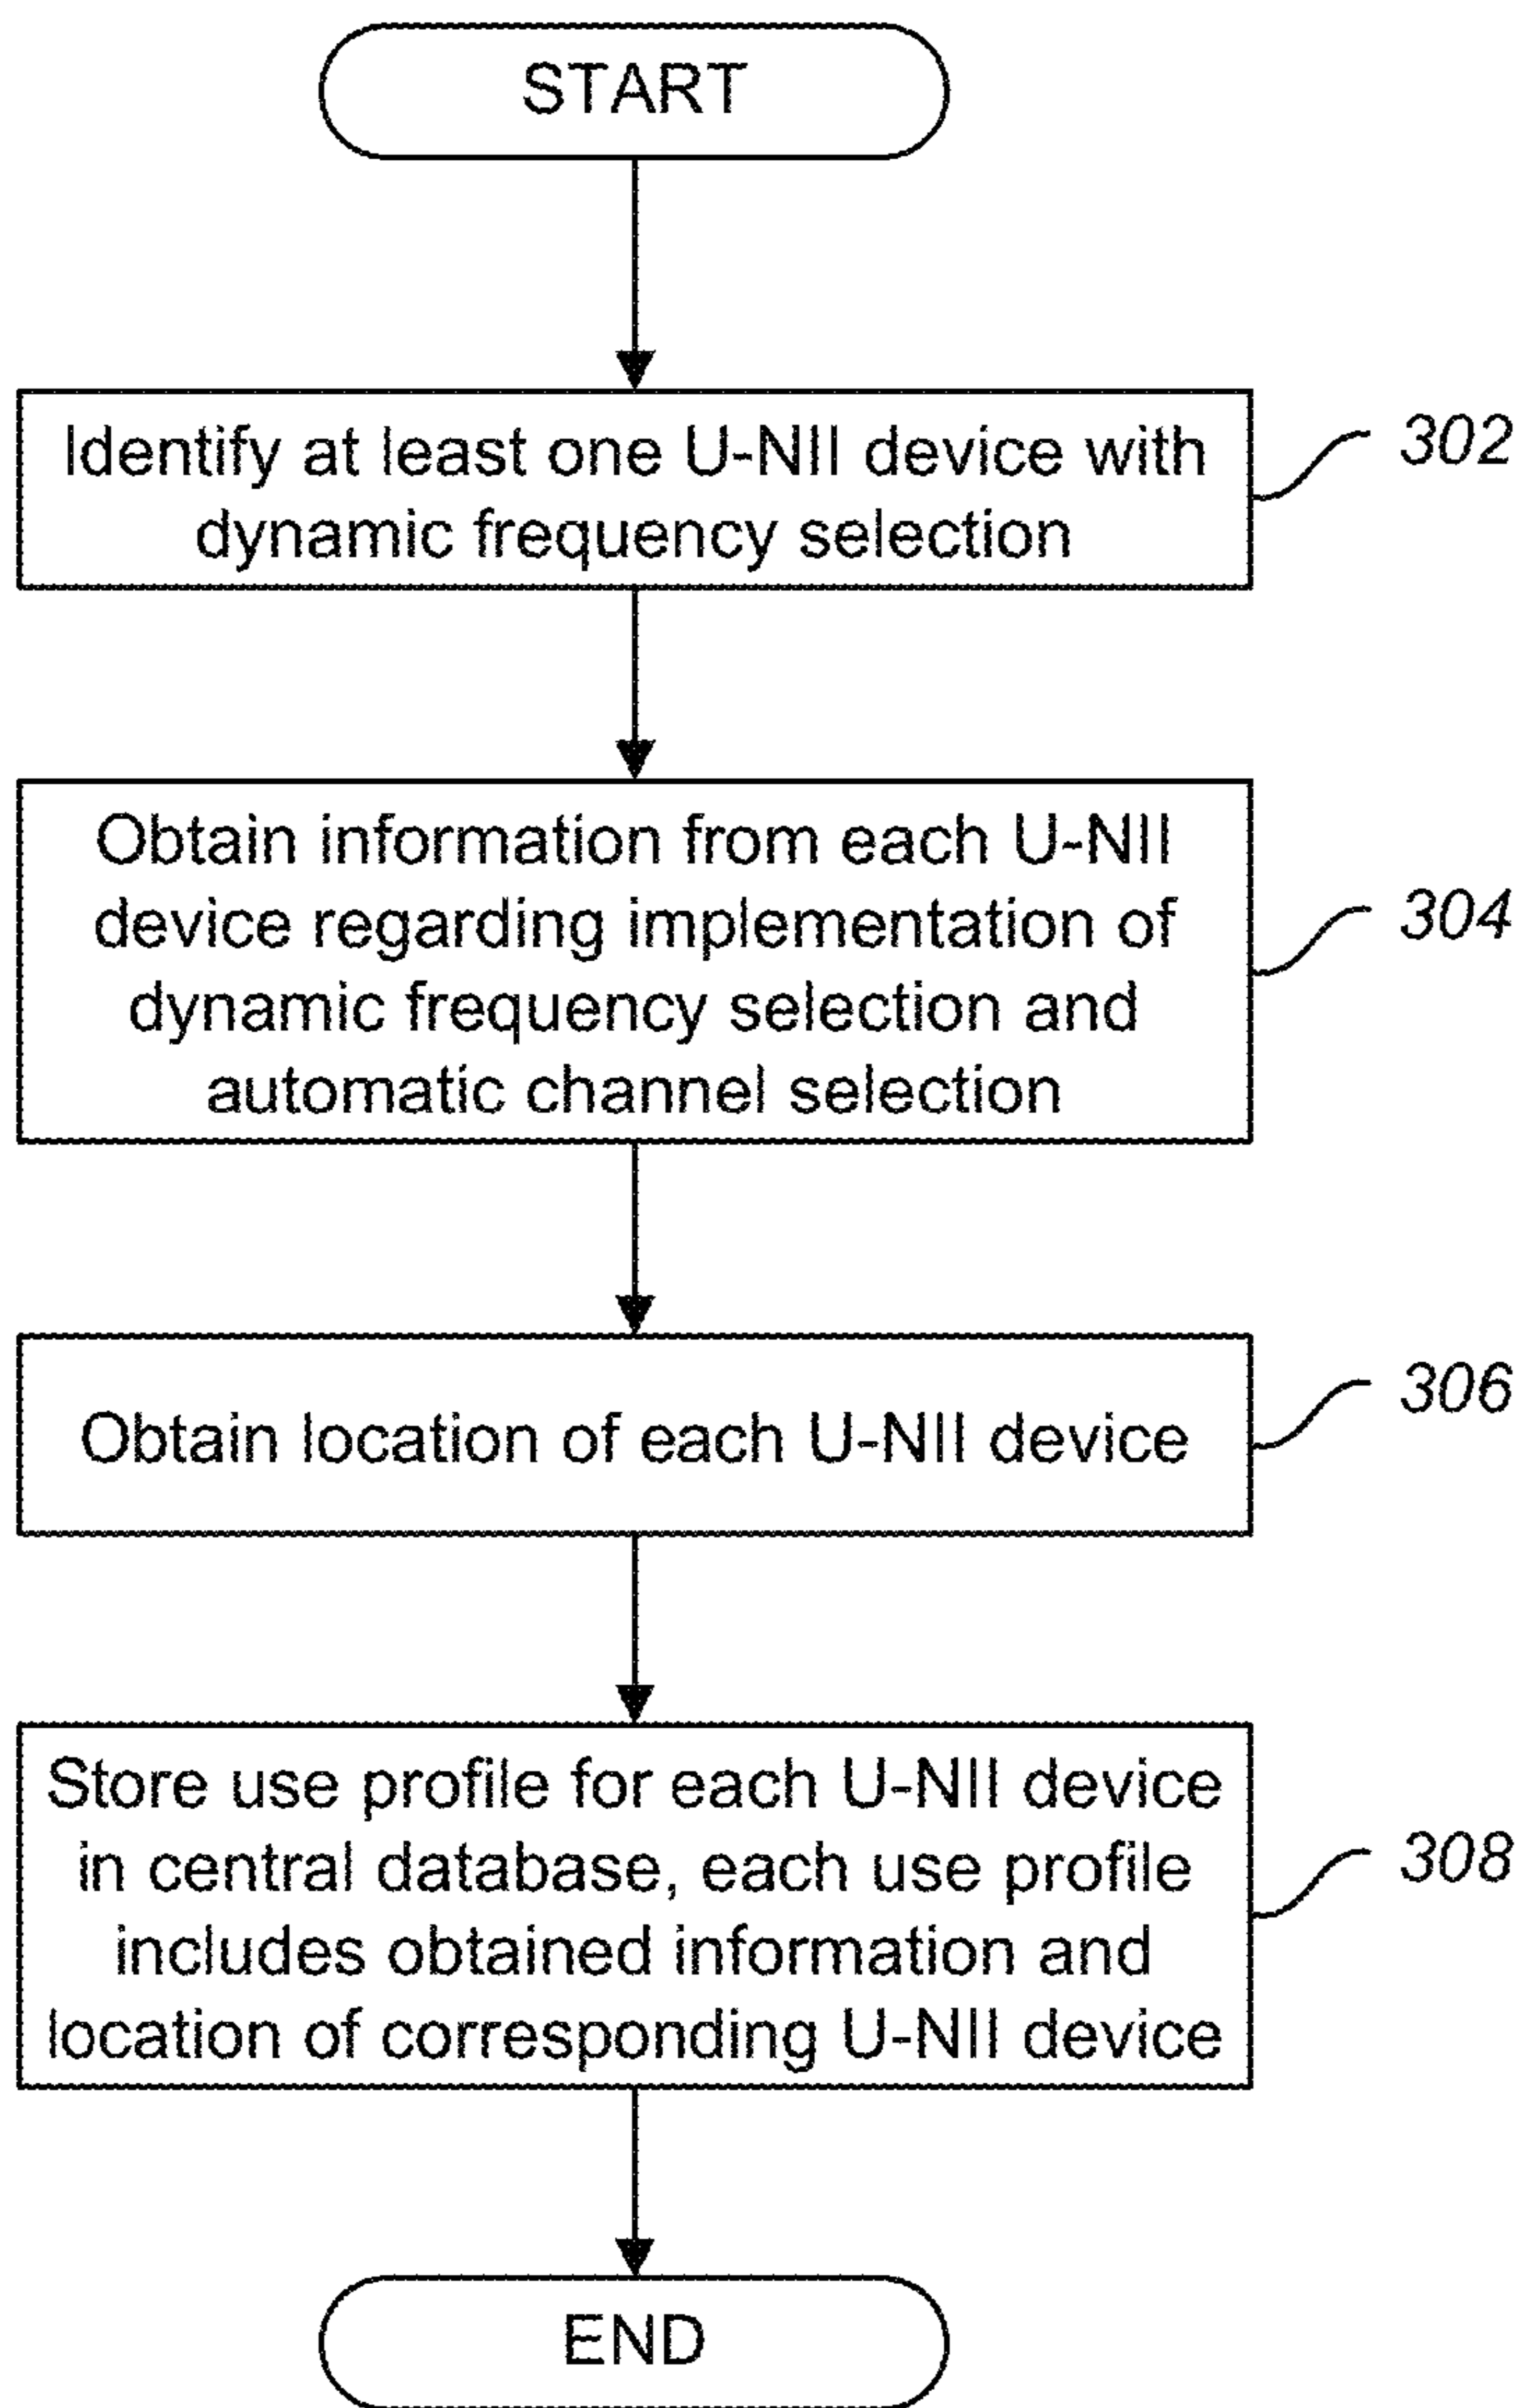 START
Identify at least one U-NII device with
dynamic frequency selection
302
Obtain information from each U-NII
device regarding implementation of
dynamic frequency selection and
automatic channel selection
304
Obtain location of each U-NII device
306
Store use profile for each U-NII device
in central database, each use profile
includes obtained information and
location of corresponding U-NII device
308
END